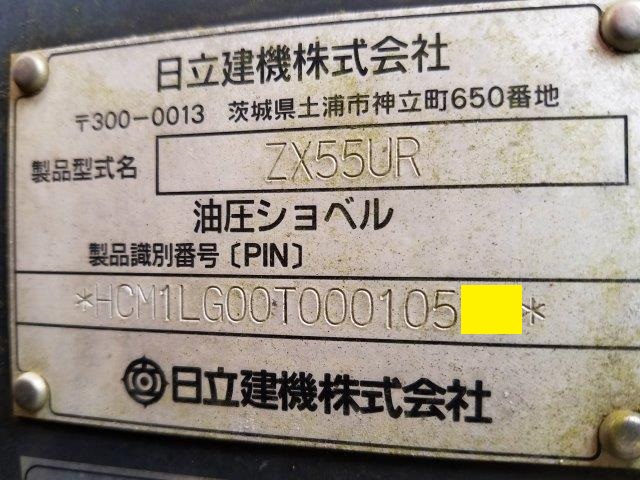 日立建機株式会社
〒300-0013 茨城県土浦市神立町650番地
製品型式名 ZX55UR
油圧ショベル
製品識別番号〔PIN〕
*HCM1LG00T000105 *
日立建機株式会社